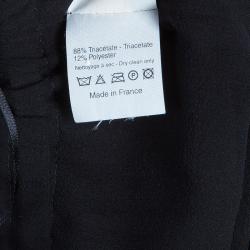 88% Triacétate - Triacetate
12% Polyester
Nettoyage à sec - Dry clean only
Made in France